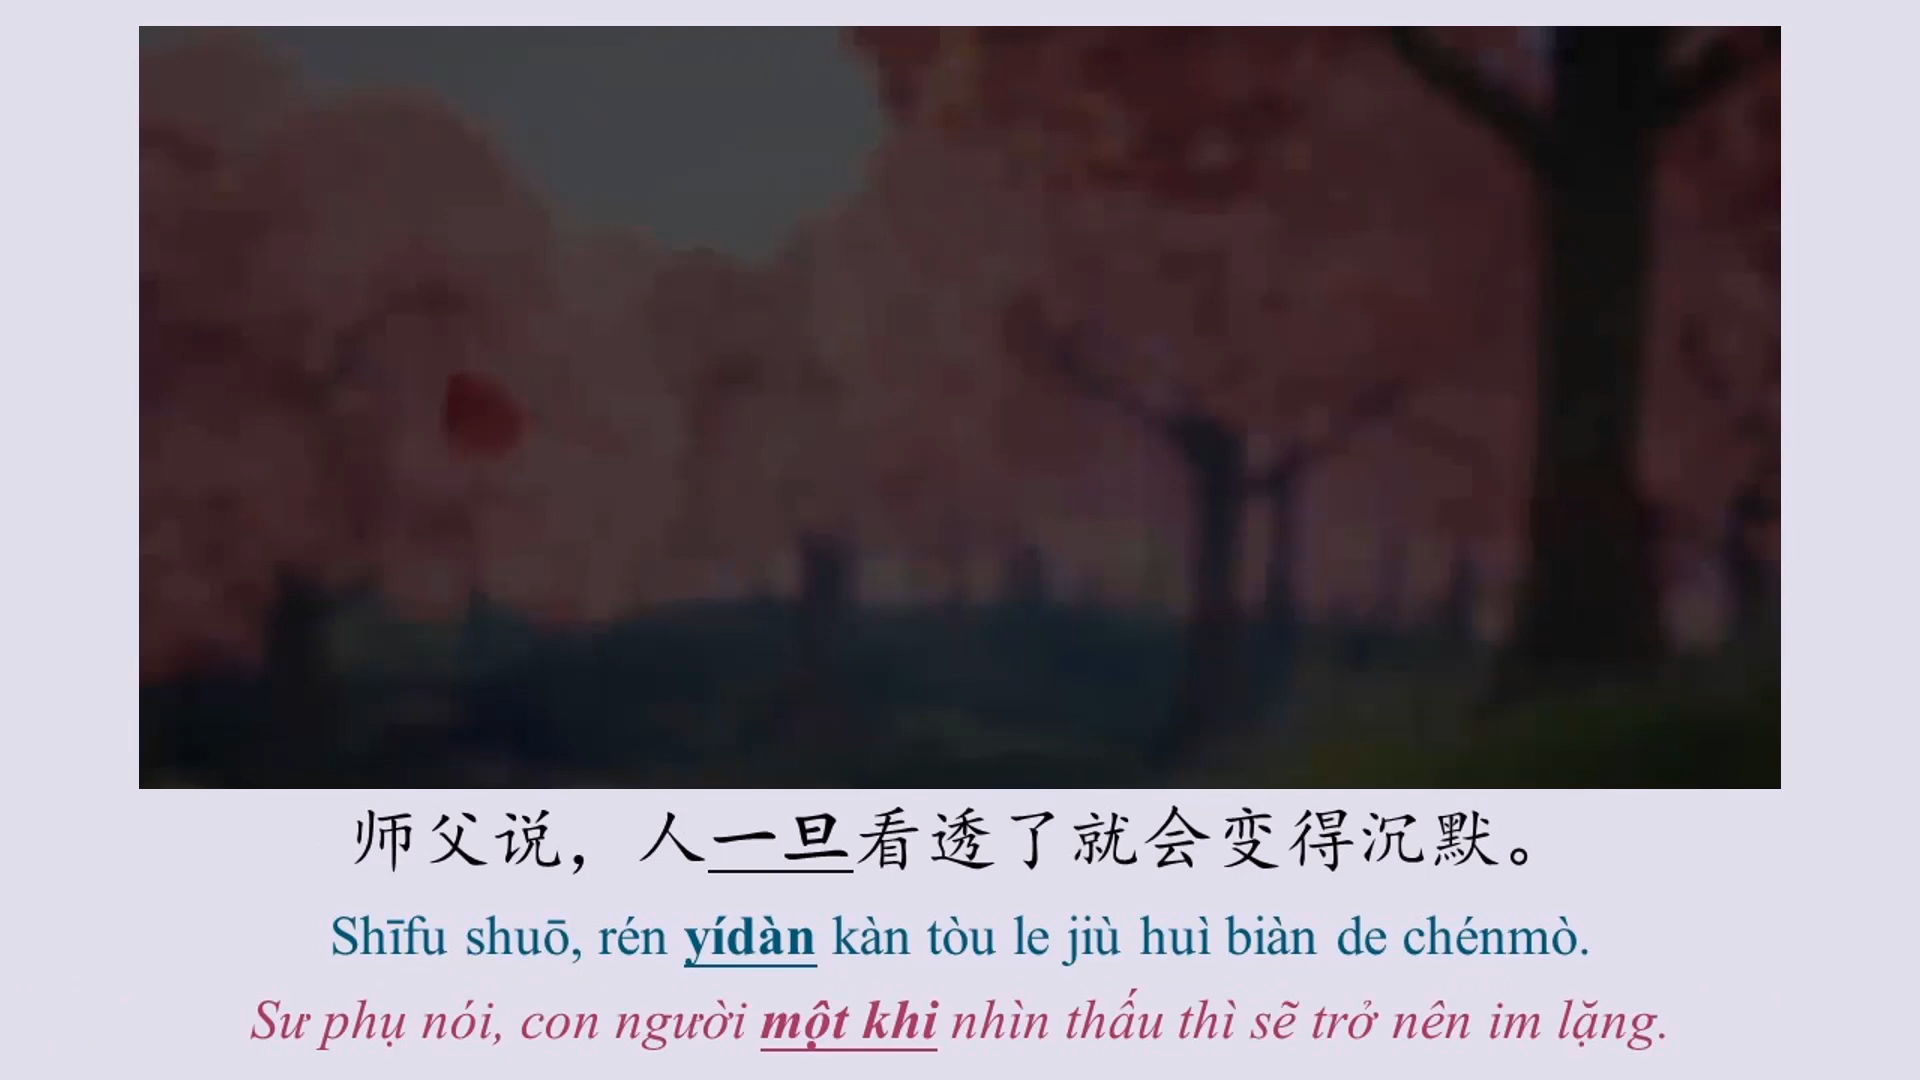 师父说，人一旦看透了就会变得沉默。
Shīfu shuō, rén yídàn kàn tòu le jiù huì biàn de chénmò.
Sư phụ nói, con người một khi nhìn thấu thì sẽ trở nên im lặng.